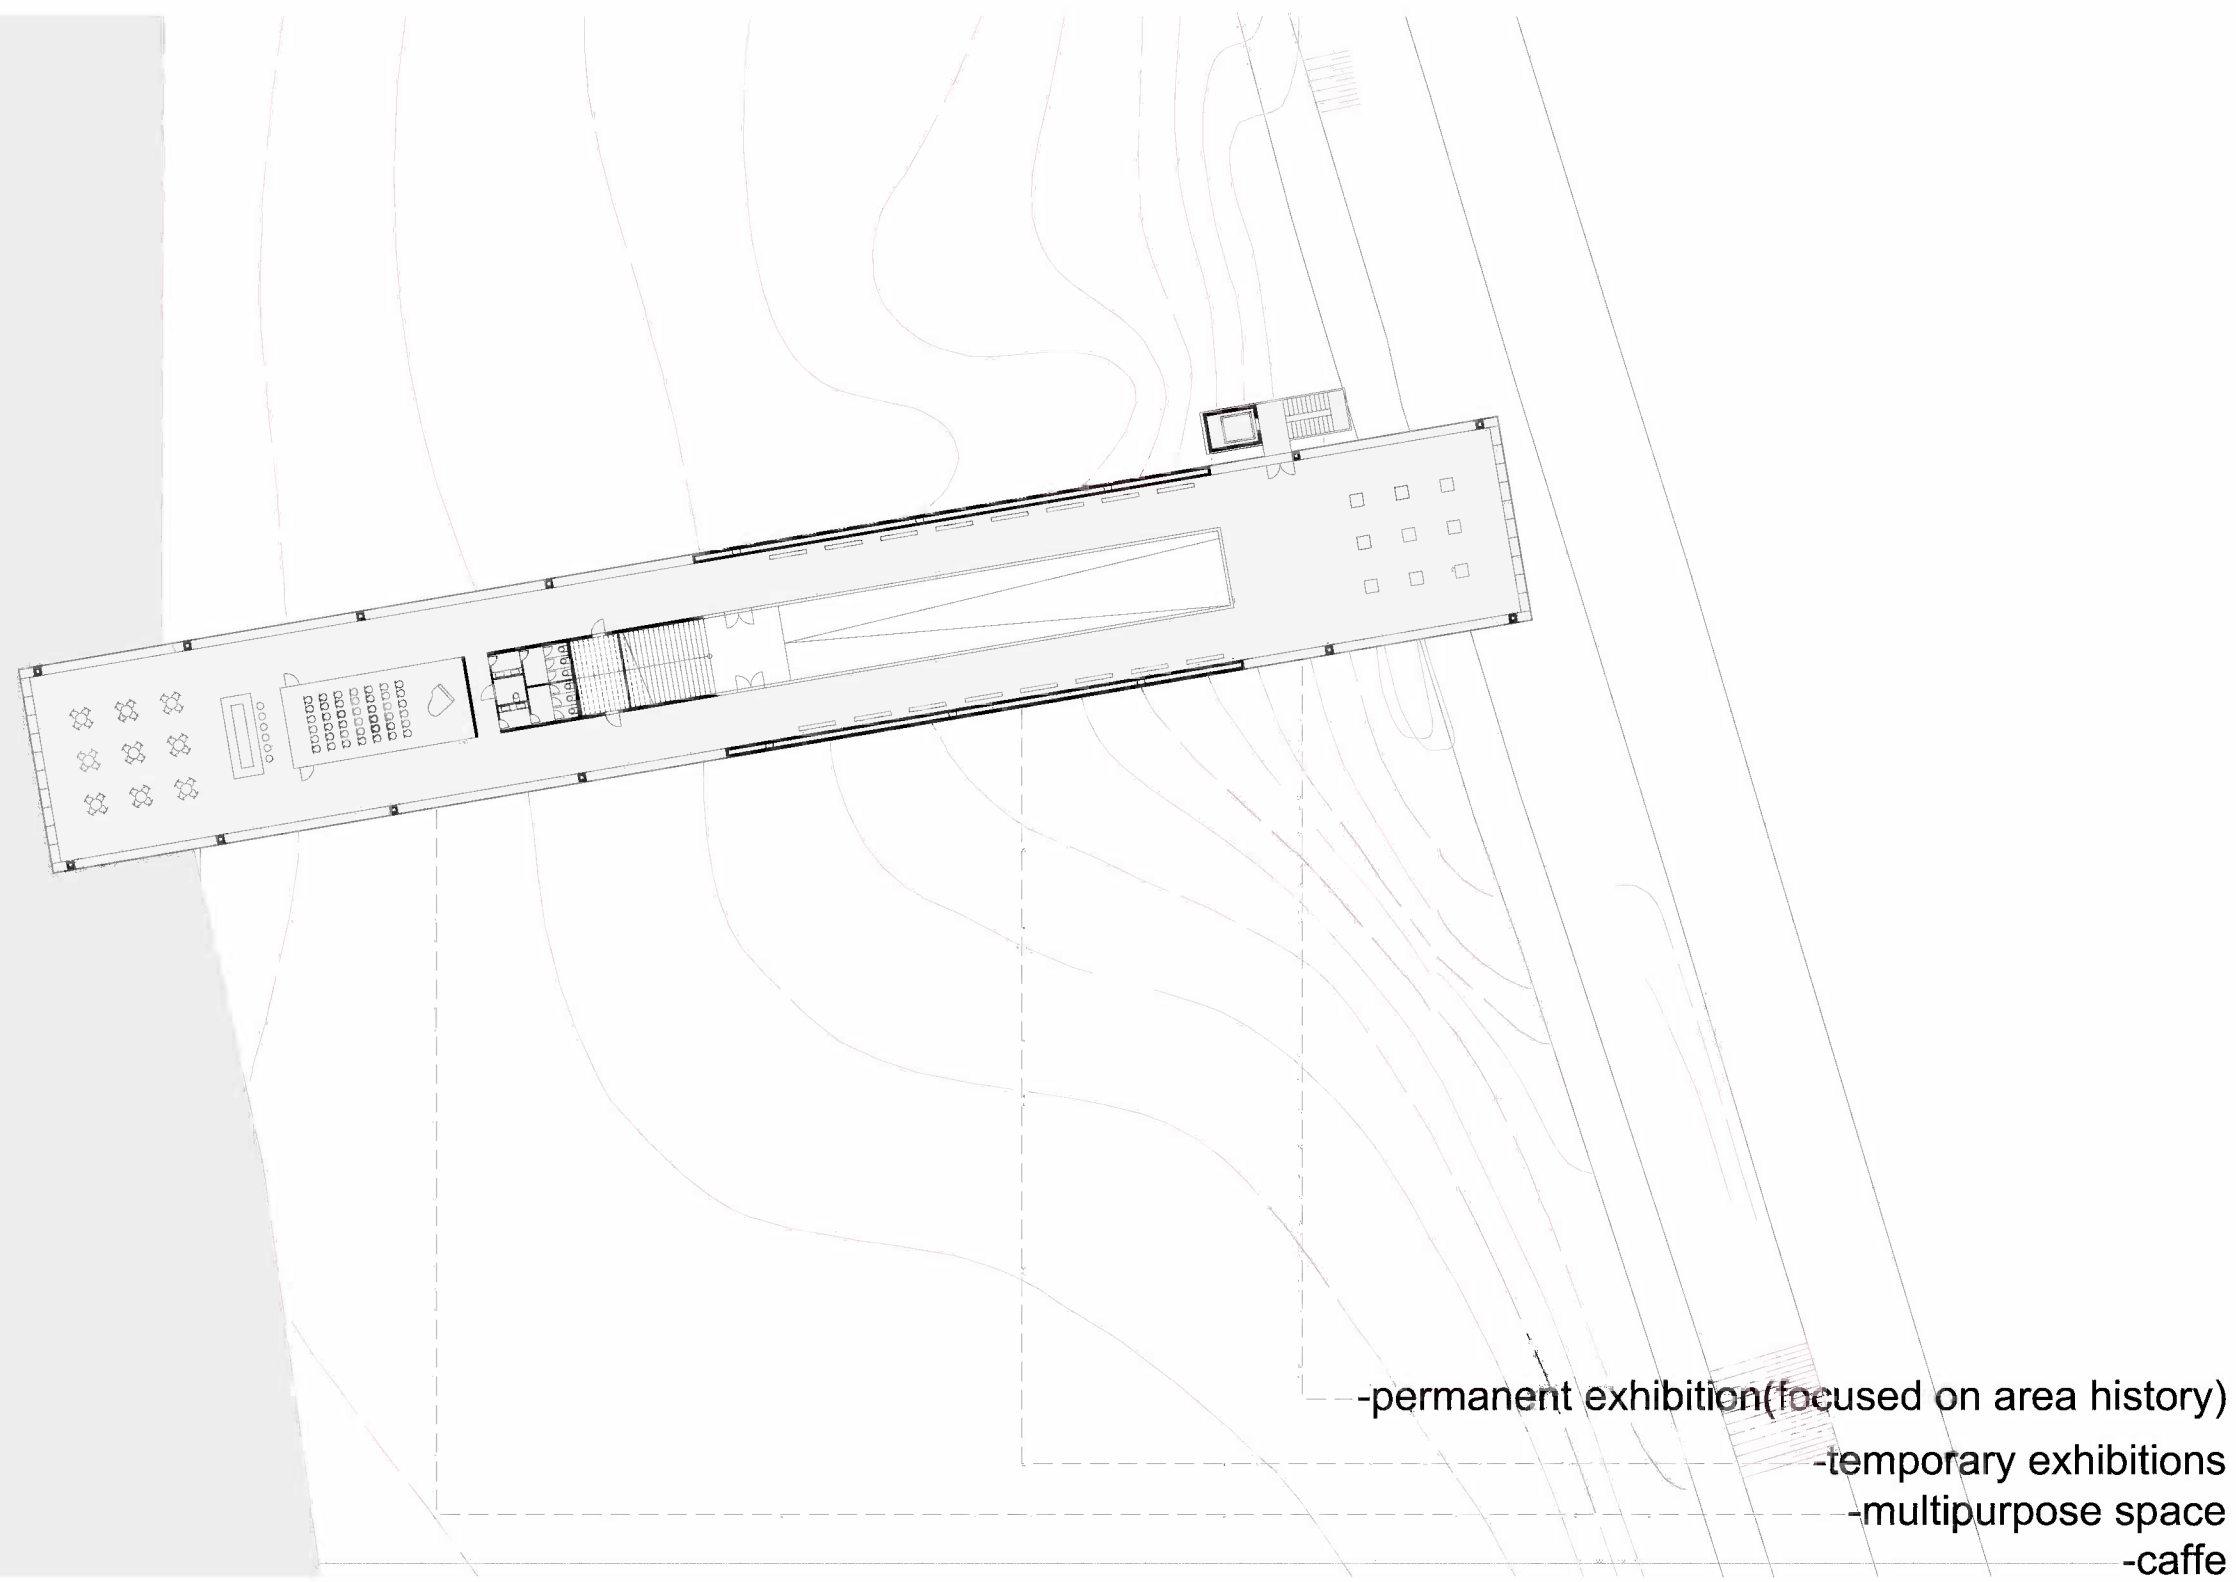 -permanent exhibition(focused on area history)
-temporary exhibitions
-multipurpose space
-caffe